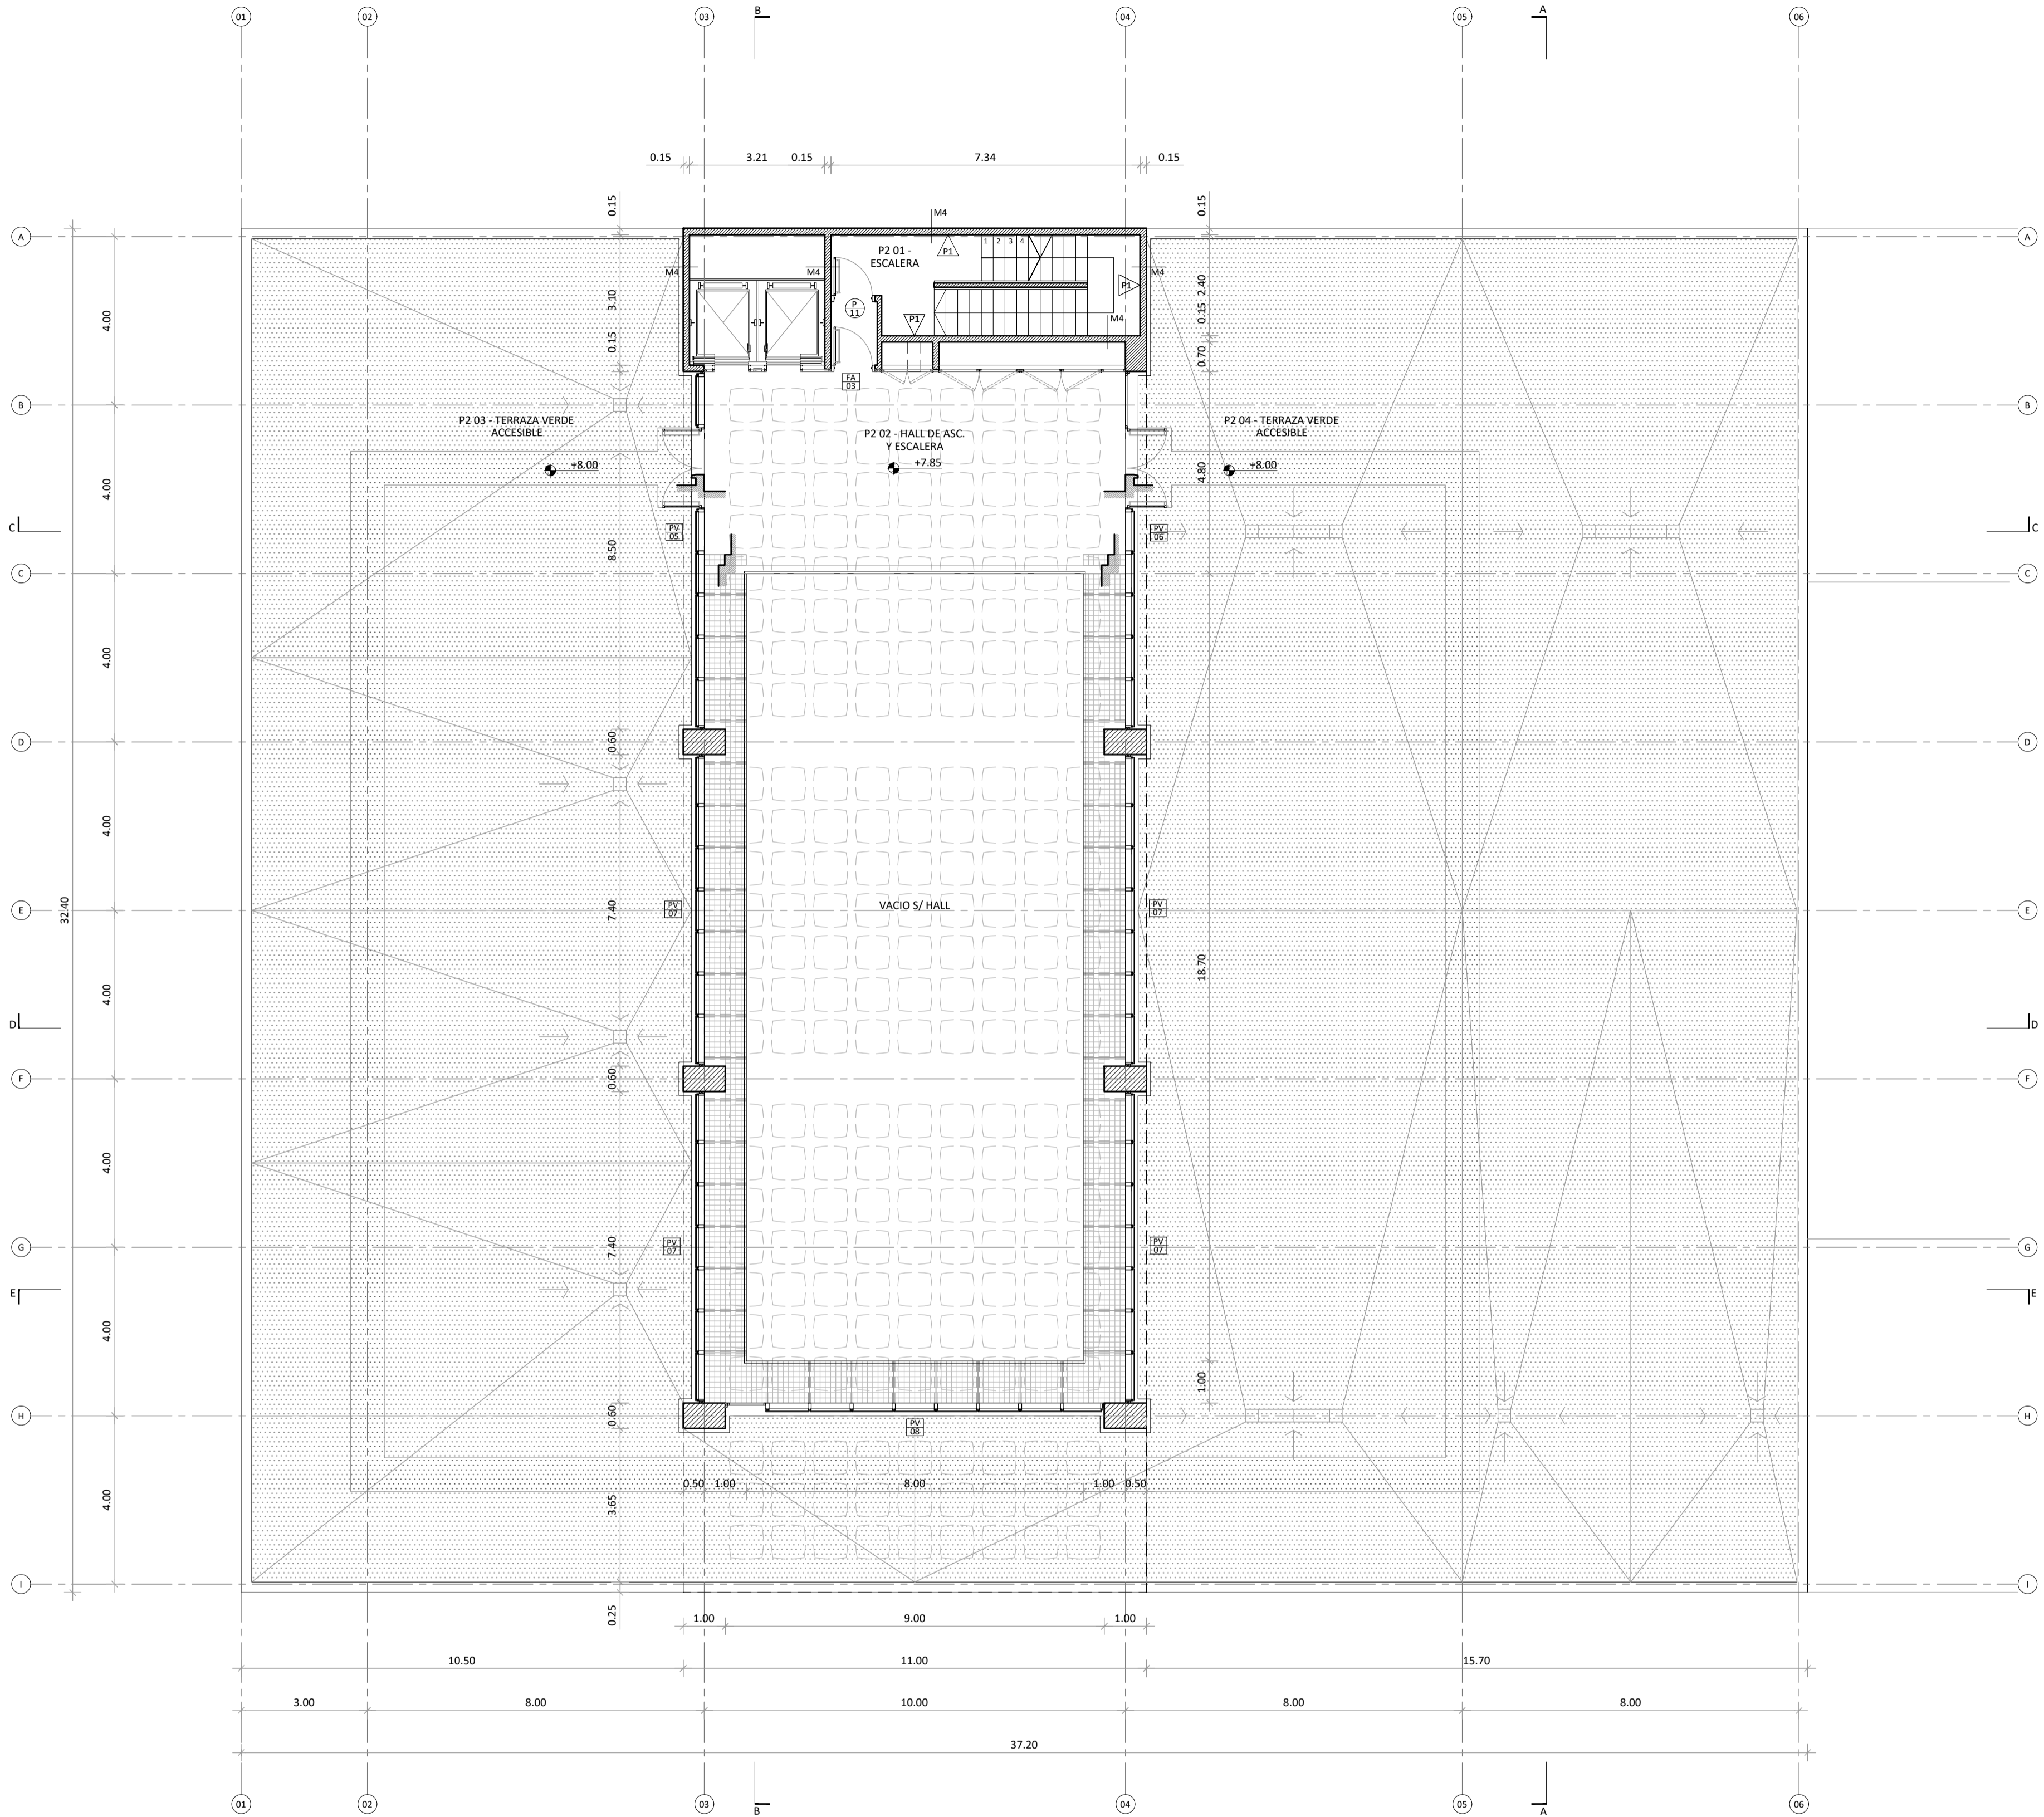 01
02
03
B
04
05
A
06
0.15
3.21
0.15
7.34
0.15
0.15
0.15
M4
A
A
P2 01 -
ESCALERA
P1
1 2 3 4
M4
M4
M4
P1
P
11
P1
M4
3.10
0.15
2.40
0.15
0.70
4.00
FA
03
B
B
P2 03 - TERRAZA VERDE
ACCESIBLE
P2 02 - HALL DE ASC.
Y ESCALERA
P2 04 - TERRAZA VERDE
ACCESIBLE
+8.00
+7.85
+8.00
4.00
4.80
C
C
PV
05
PV
06
8.50
C
C
4.00
D
D
0.60
4.00
32.40
E
E
PV
07
VACIO S/ HALL
PV
07
7.40
18.70
4.00
D
D
F
F
0.60
4.00
G
G
PV
07
PV
07
7.40
E
E
4.00
1.00
H
H
0.60
PV
08
0.50
1.00
8.00
1.00
0.50
4.00
3.65
I
I
0.25
1.00
9.00
1.00
10.50
11.00
15.70
3.00
8.00
10.00
8.00
8.00
37.20
01
02
03
B
04
05
A
06